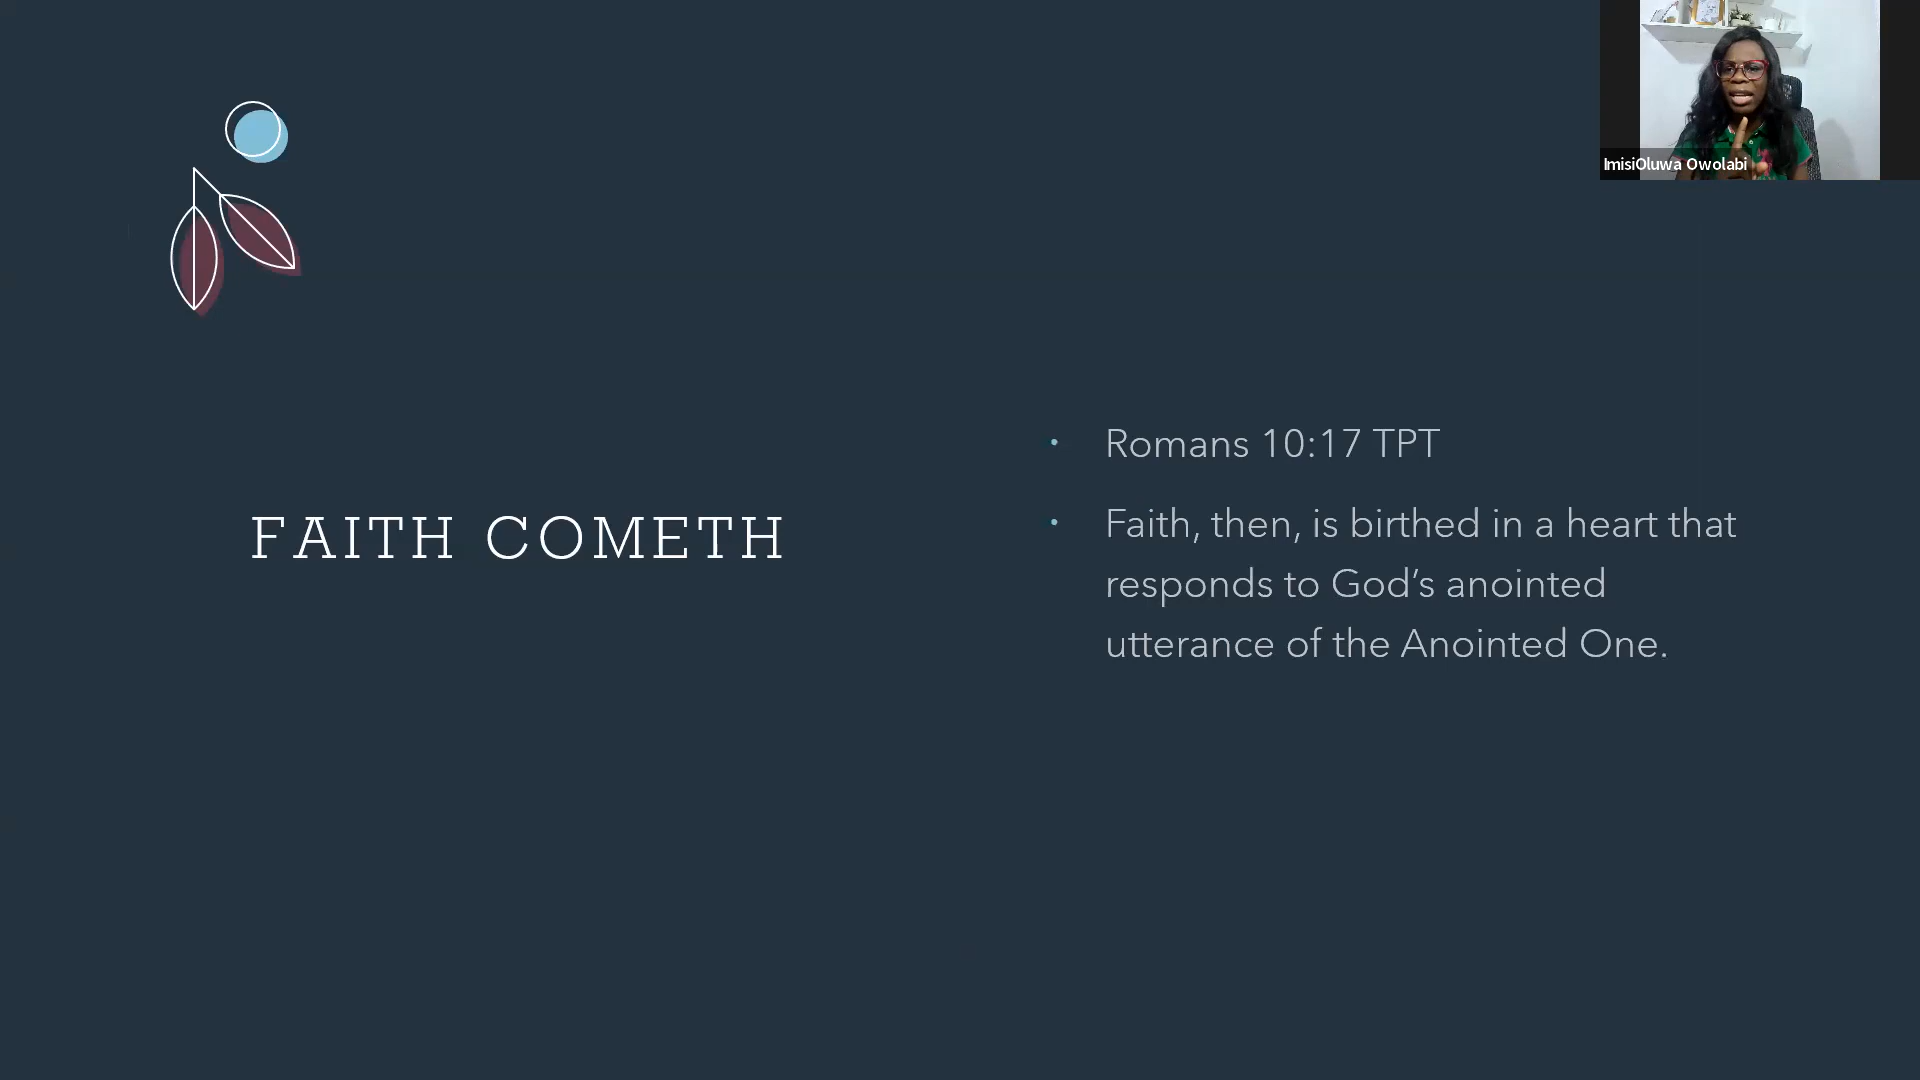 ImisiOluwa Owolabi
FAITH COMETH
Romans 10:17 TPT
Faith, then, is birthed in a heart that
responds to God’s anointed
utterance of the Anointed One.